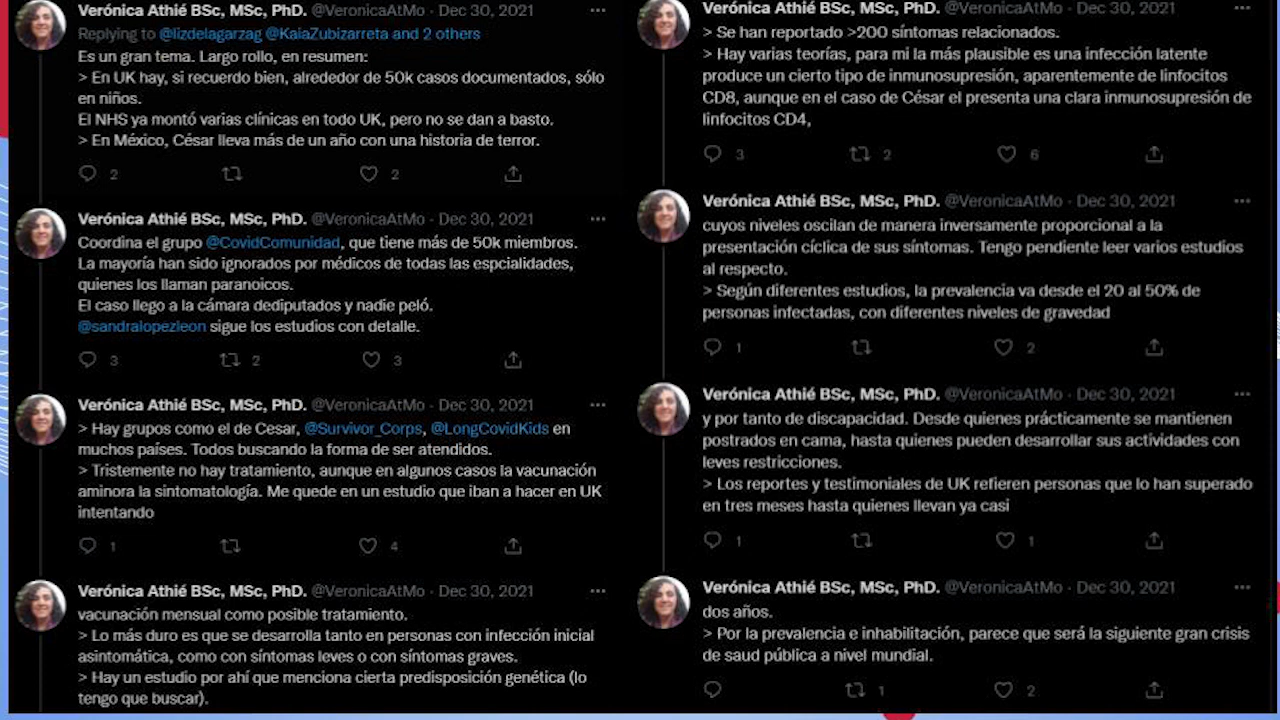 Verónica Athié BSc, MSc, PhD. @VeronicaAtMo · Dec 30, 2021
Replying to @lizdelagarzag @KaiaZubizarreta and 2 others
Es un gran tema. Largo rollo, en resumen:
> En UK hay, si recuerdo bien, alrededor de 50k casos documentados, sólo
en niños.
El NHS ya montó varias clínicas en todo UK, pero no se dan a basto.
> En México, César lleva más de un año con una historia de terror.
2 2
Verónica Athié BSc, MSc, PhD. @VeronicaAtMo · Dec 30, 2021
Coordina el grupo @CovidComunidad, que tiene más de 50k miembros.
La mayoría han sido ignorados por médicos de todas las espcialidades,
quienes los llaman paranoicos.
El caso llego a la cámara dediputados y nadie peló.
@sandralopezleon sigue los estudios con detalle.
3 2 3
Verónica Athié BSc, MSc, PhD. @VeronicaAtMo · Dec 30, 2021
> Hay grupos como el de Cesar, @Survivor_Corps, @LongCovidKids en
muchos países. Todos buscando la forma de ser atendidos.
> Tristemente no hay tratamiento, aunque en algunos casos la vacunación
aminora la sintomatología. Me quede en un estudio que iban a hacer en UK
intentando
1 4
Verónica Athié BSc, MSc, PhD. @VeronicaAtMo · Dec 30, 2021
vacunación mensual como posible tratamiento.
> Lo más duro es que se desarrolla tanto en personas con infección inicial
asintomática, como con síntomas leves o con síntomas graves.
> Hay un estudio por ahí que menciona cierta predisposición genética (lo
tengo que buscar).
Verónica Athié BSc, MSc, PhD. @VeronicaAtMo · Dec 30, 2021
> Se han reportado >200 síntomas relacionados.
> Hay varias teorías, para mi la más plausible es una infección latente
produce un cierto tipo de inmunosupresión, aparentemente de linfocitos
CD8, aunque en el caso de César el presenta una clara inmunosupresión de
linfocitos CD4,
3 2 6
Verónica Athié BSc, MSc, PhD. @VeronicaAtMo · Dec 30, 2021
cuyos niveles oscilan de manera inversamente proporcional a la
presentación cíclica de sus síntomas. Tengo pendiente leer varios estudios
al respecto.
> Según diferentes estudios, la prevalencia va desde el 20 al 50% de
personas infectadas, con diferentes niveles de gravedad
1 2
Verónica Athié BSc, MSc, PhD. @VeronicaAtMo · Dec 30, 2021
y por tanto de discapacidad. Desde quienes prácticamente se mantienen
postrados en cama, hasta quienes pueden desarrollar sus actividades con
leves restricciones.
> Los reportes y testimoniales de UK refieren personas que lo han superado
en tres meses hasta quienes llevan ya casi
1 1
Verónica Athié BSc, MSc, PhD. @VeronicaAtMo · Dec 30, 2021
dos años.
> Por la prevalencia e inhabilitación, parece que será la siguiente gran crisis
de saud pública a nivel mundial.
1 2